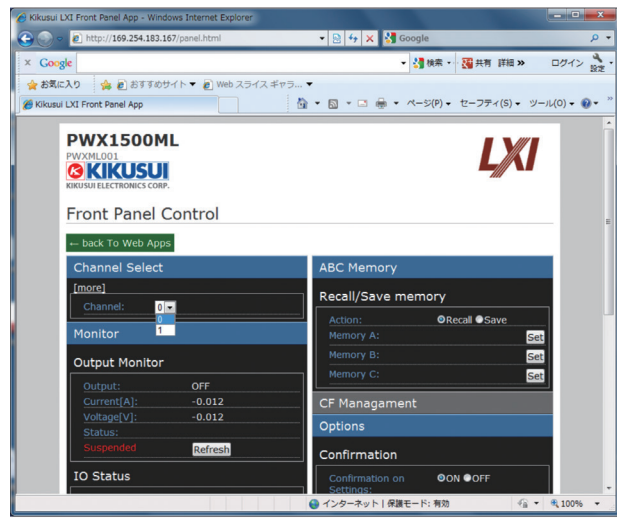 Kikusui LXI Front Panel App - Windows Internet Explorer
http://169.254.183.167/panel.html
Google
× Google
検索 共有 詳細 »
ログイン
設定
お気に入り
おすすめサイト ▼
Web スライス ギャラ... ▼
Kikusui LXI Front Panel App
ページ(P) ▼ セーフティ(S) ▼ ツール(O) ▼
PWX1500ML
PWXML001
KIKUSUI
KIKUSUI ELECTRONICS CORP.
LXI
Front Panel Control
← back To Web Apps
Channel Select
[more]
Channel: 0
0
1
Monitor
Output Monitor
Output: OFF
Current[A]: -0.012
Voltage[V]: -0.012
Status:
Suspended Refresh
IO Status
ABC Memory
Recall/Save memory
Action: Recall Save
Memory A: Set
Memory B: Set
Memory C: Set
CF Managament
Options
Confirmation
Confirmation on Settings: ON OFF
インターネット | 保護モード: 有効
100%